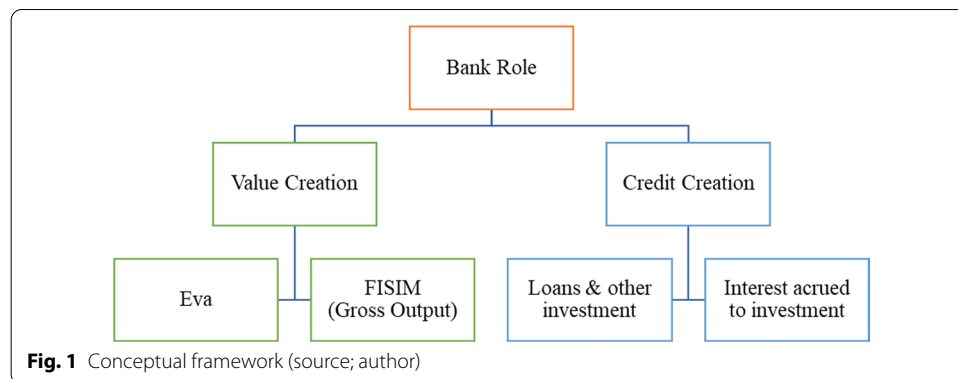 Bank Role
Value Creation
Credit Creation
Eva
FISIM
(Gross Output)
Loans & other
investment
Interest accrued
to investment
Fig. 1 Conceptual framework (source; author)